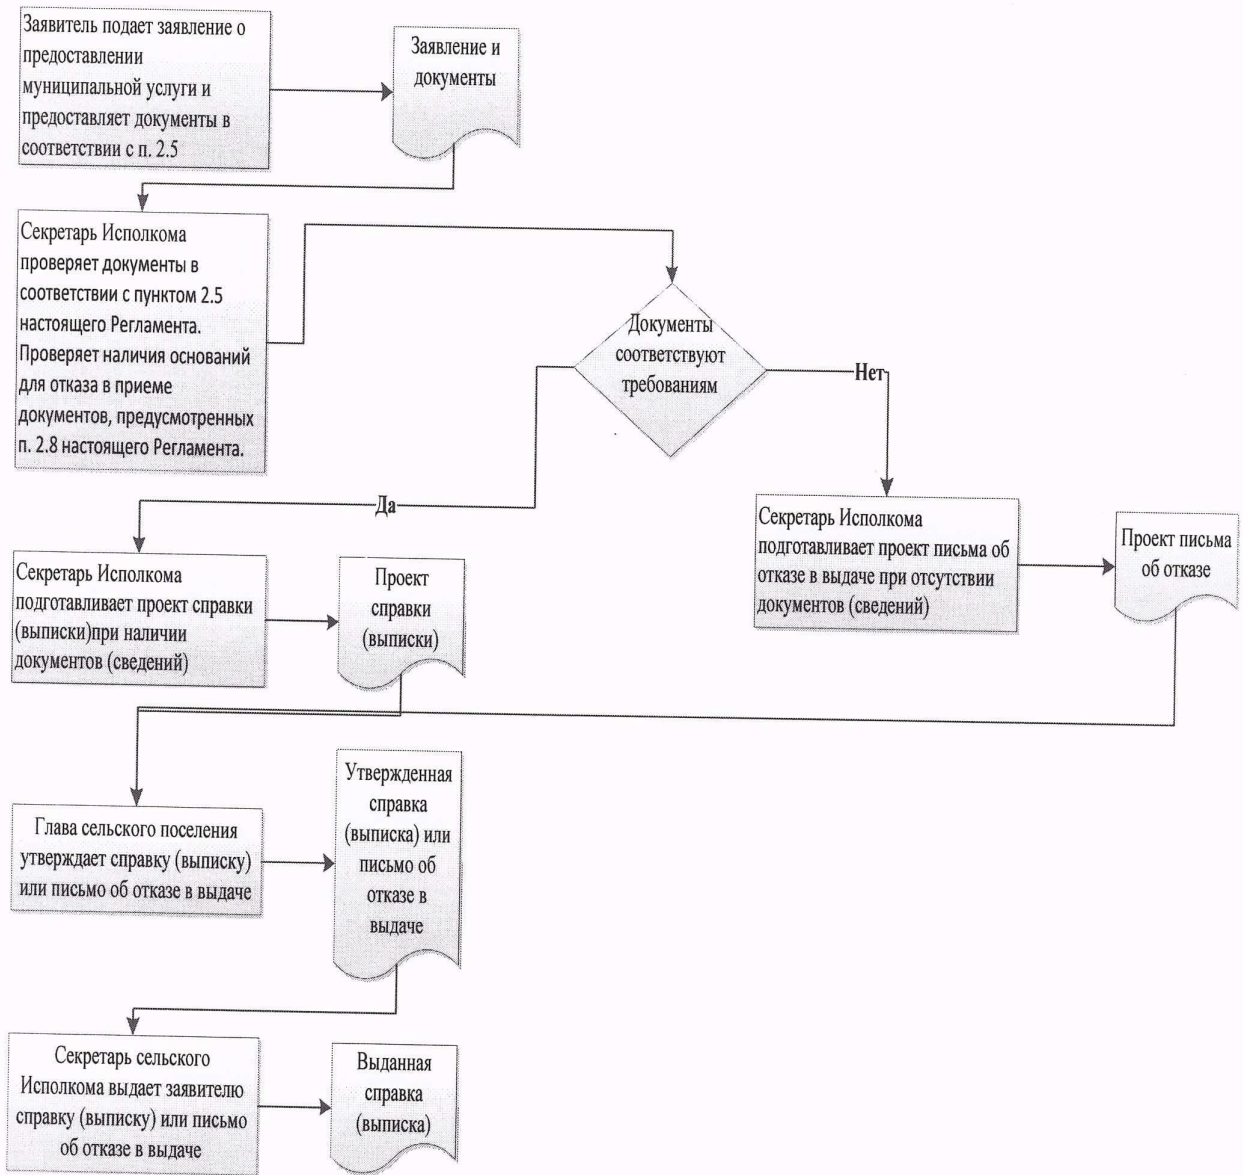 Заявитель подает заявление о
предоставлении
муниципальной услуги и
предоставляет документы в
соответствии с п. 2.5
Заявление и
документы
Секретарь Исполкома
проверяет документы в
соответствии с пунктом 2.5
настоящего Регламента.
Проверяет наличия оснований
для отказа в приеме
документов, предусмотренных
п. 2.8 настоящего Регламента.
Документы
соответствуют
требованиям
Нет
Да
Секретарь Исполкома
подготавливает проект письма об
отказе в выдаче при отсутствии
документов (сведений)
Проект письма
об отказе
Секретарь Исполкома
подготавливает проект справки
(выписки)при наличии
документов (сведений)
Проект
справки
(выписки)
Глава сельского поселения
утверждает справку (выписку)
или письмо об отказе в выдаче
Утвержденная
справка
(выписка) или
письмо об
отказе в
выдаче
Секретарь сельского
Исполкома выдает заявителю
справку (выписку) или письмо
об отказе в выдаче
Выданная
справка
(выписка)